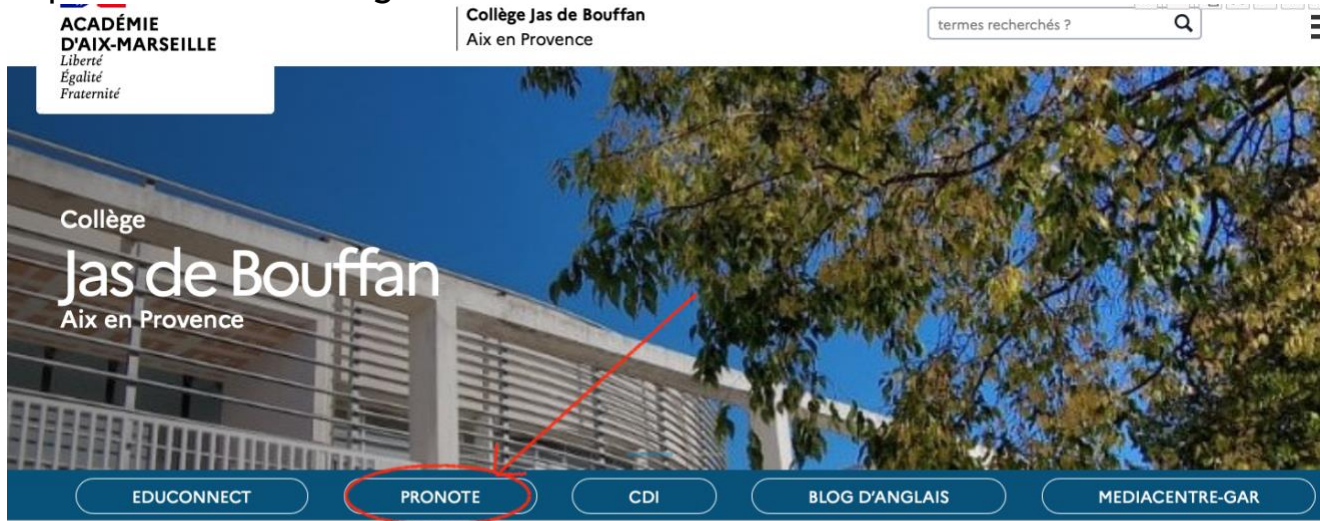 ACADÉMIE
D'AIX-MARSEILLE
Liberté
Égalité
Fraternité
Collège Jas de Bouffan
Aix en Provence
termes recherchés ?
Collège
Jas de Bouffan
Aix en Provence
EDUCONNECT
PRONOTE
CDI
BLOG D'ANGLAIS
MEDIACENTRE-GAR